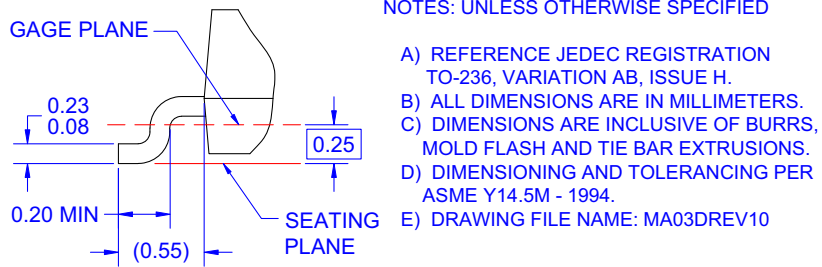 GAGE PLANE
0.23
0.08
0.25
0.20 MIN
(0.55)
SEATING
PLANE
NOTES: UNLESS OTHERWISE SPECIFIED
A) REFERENCE JEDEC REGISTRATION
TO-236, VARIATION AB, ISSUE H.
B) ALL DIMENSIONS ARE IN MILLIMETERS.
C) DIMENSIONS ARE INCLUSIVE OF BURRS,
MOLD FLASH AND TIE BAR EXTRUSIONS.
D) DIMENSIONING AND TOLERANCING PER
ASME Y14.5M - 1994.
E) DRAWING FILE NAME: MA03DREV10